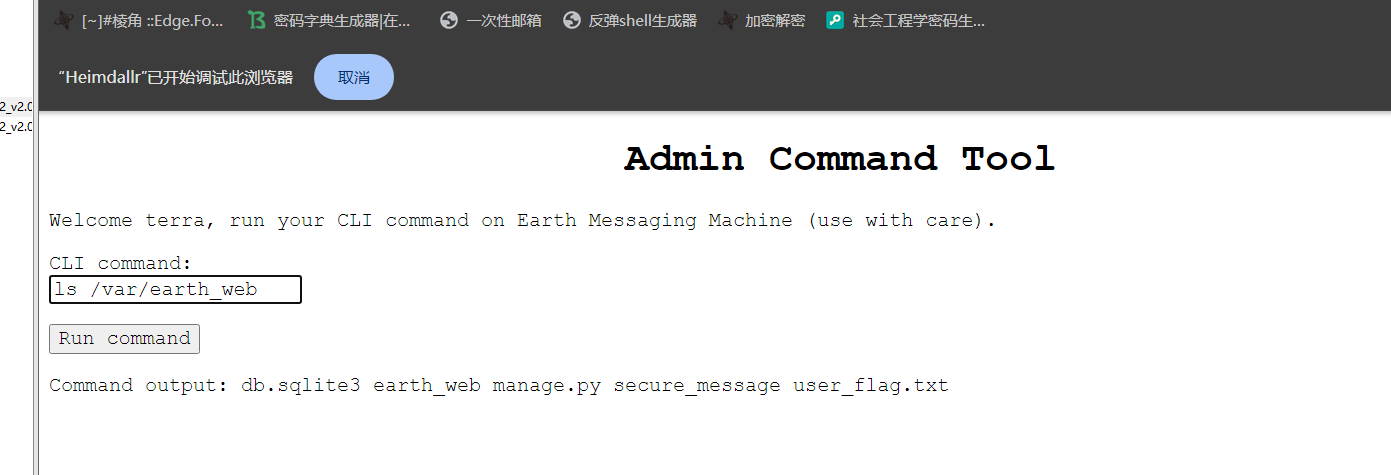 [~]#棱角 ::Edge.Fo... 密码字典生成器|在... 一次性邮箱 反弹shell生成器 加密解密 社会工程学密码生...
“Heimdallr”已开始调试此浏览器 取消
2_v2.0
2_v2.0
Admin Command Tool
Welcome terra, run your CLI command on Earth Messaging Machine (use with care).
CLI command:
ls /var/earth_web
Run command
Command output: db.sqlite3 earth_web manage.py secure_message user_flag.txt